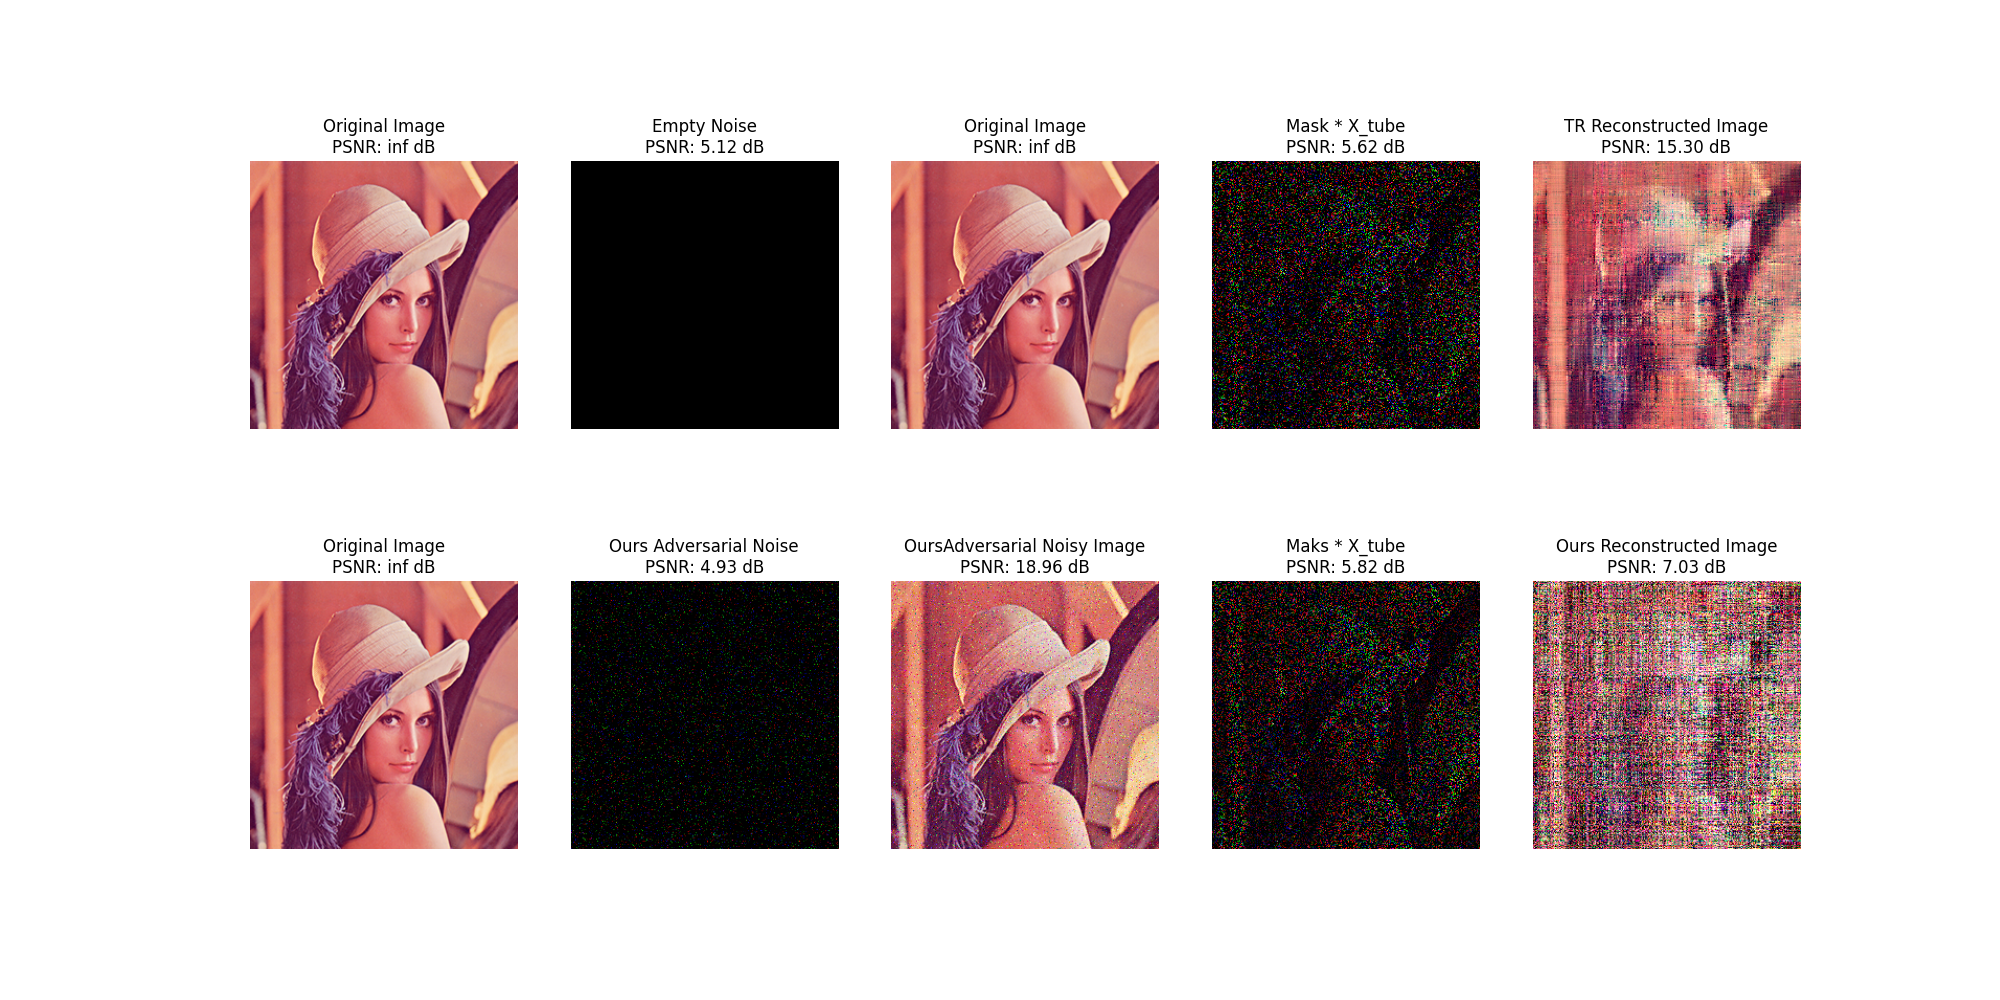 Original Image
PSNR: inf dB
Empty Noise
PSNR: 5.12 dB
Original Image
PSNR: inf dB
Mask * X_tube
PSNR: 5.62 dB
TR Reconstructed Image
PSNR: 15.30 dB
Original Image
PSNR: inf dB
Ours Adversarial Noise
PSNR: 4.93 dB
OursAdversarial Noisy Image
PSNR: 18.96 dB
Maks * X_tube
PSNR: 5.82 dB
Ours Reconstructed Image
PSNR: 7.03 dB